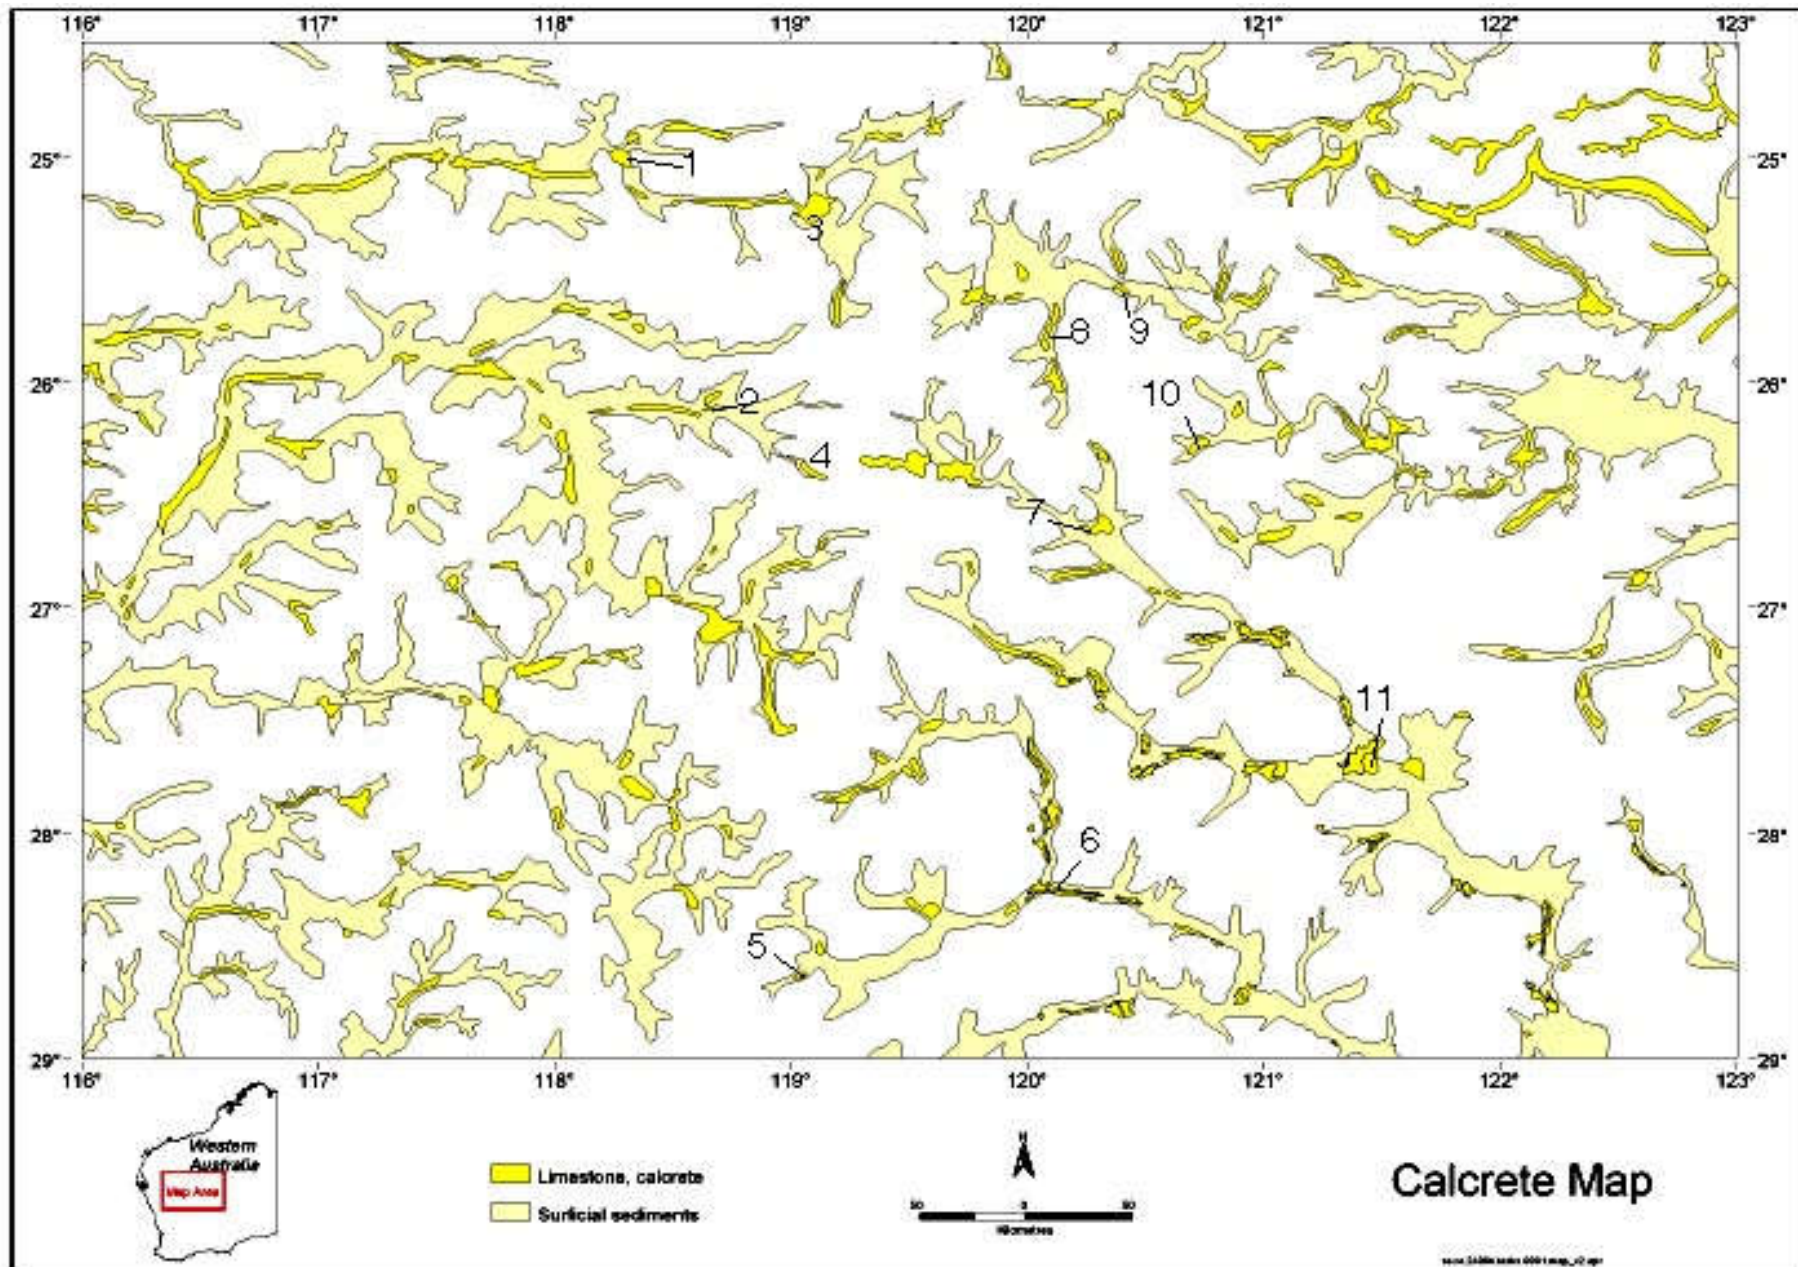 116° 117° 118° 119° 120° 121° 122° 123°
25° 1 25°
3
8 9
26° 10 26°
2
4
7
27° 27°
11
28° 6 28°
5
29° 29°
116° 117° 118° 119° 120° 121° 122° 123°
Western
Australia
Map Area
Limestone, calcrete
Surficial sediments
N
50 0 50
Kilometres
Calcrete Map